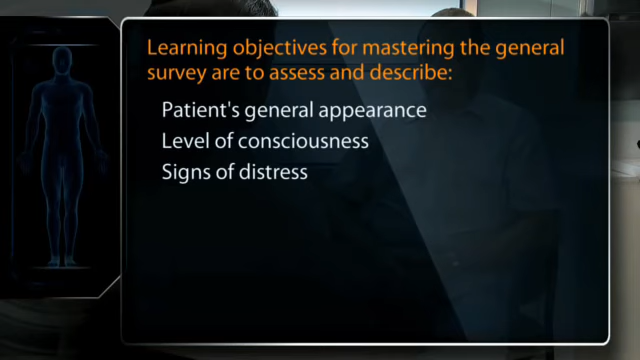 Learning objectives for mastering the general
survey are to assess and describe:
Patient's general appearance
Level of consciousness
Signs of distress